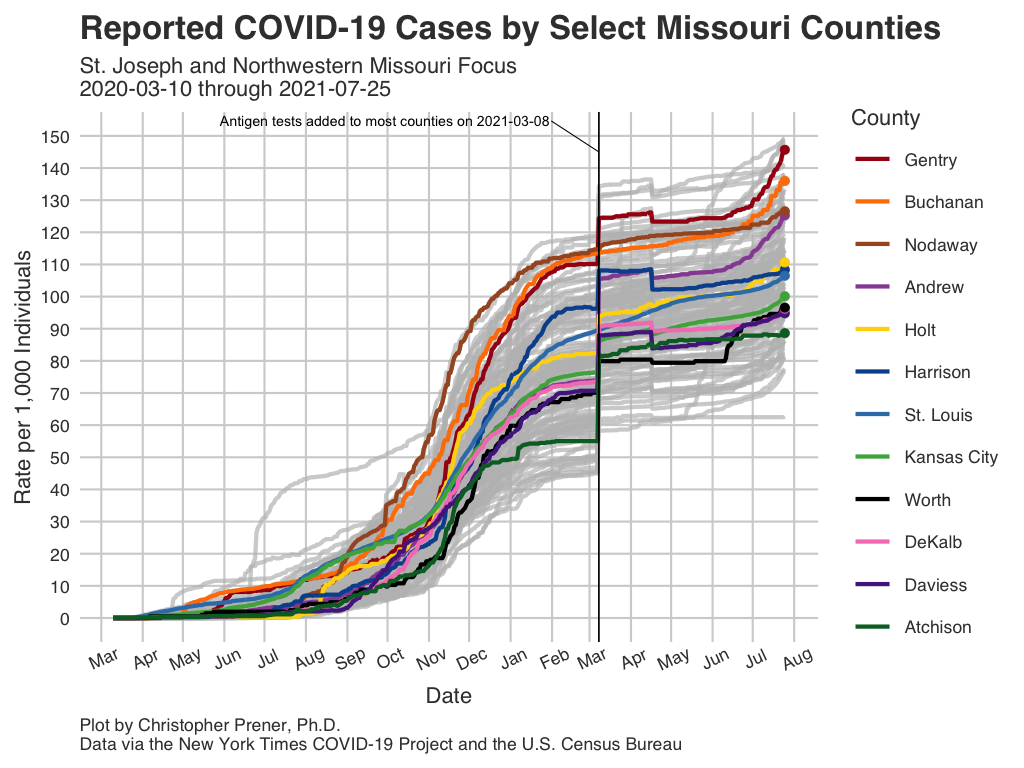 Reported COVID-19 Cases by Select Missouri Counties
St. Joseph and Northwestern Missouri Focus
2020-03-10 through 2021-07-25
Antigen tests added to most counties on 2021-03-08
Rate per 1,000 Individuals
150
140
130
120
110
100
90
80
70
60
50
40
30
20
10
0
Mar Apr May Jun Jul Aug Sep Oct Nov Dec Jan Feb Mar Apr May Jun Jul Aug
Date
County
Gentry
Buchanan
Nodaway
Andrew
Holt
Harrison
St. Louis
Kansas City
Worth
DeKalb
Daviess
Atchison
Plot by Christopher Prener, Ph.D.
Data via the New York Times COVID-19 Project and the U.S. Census Bureau